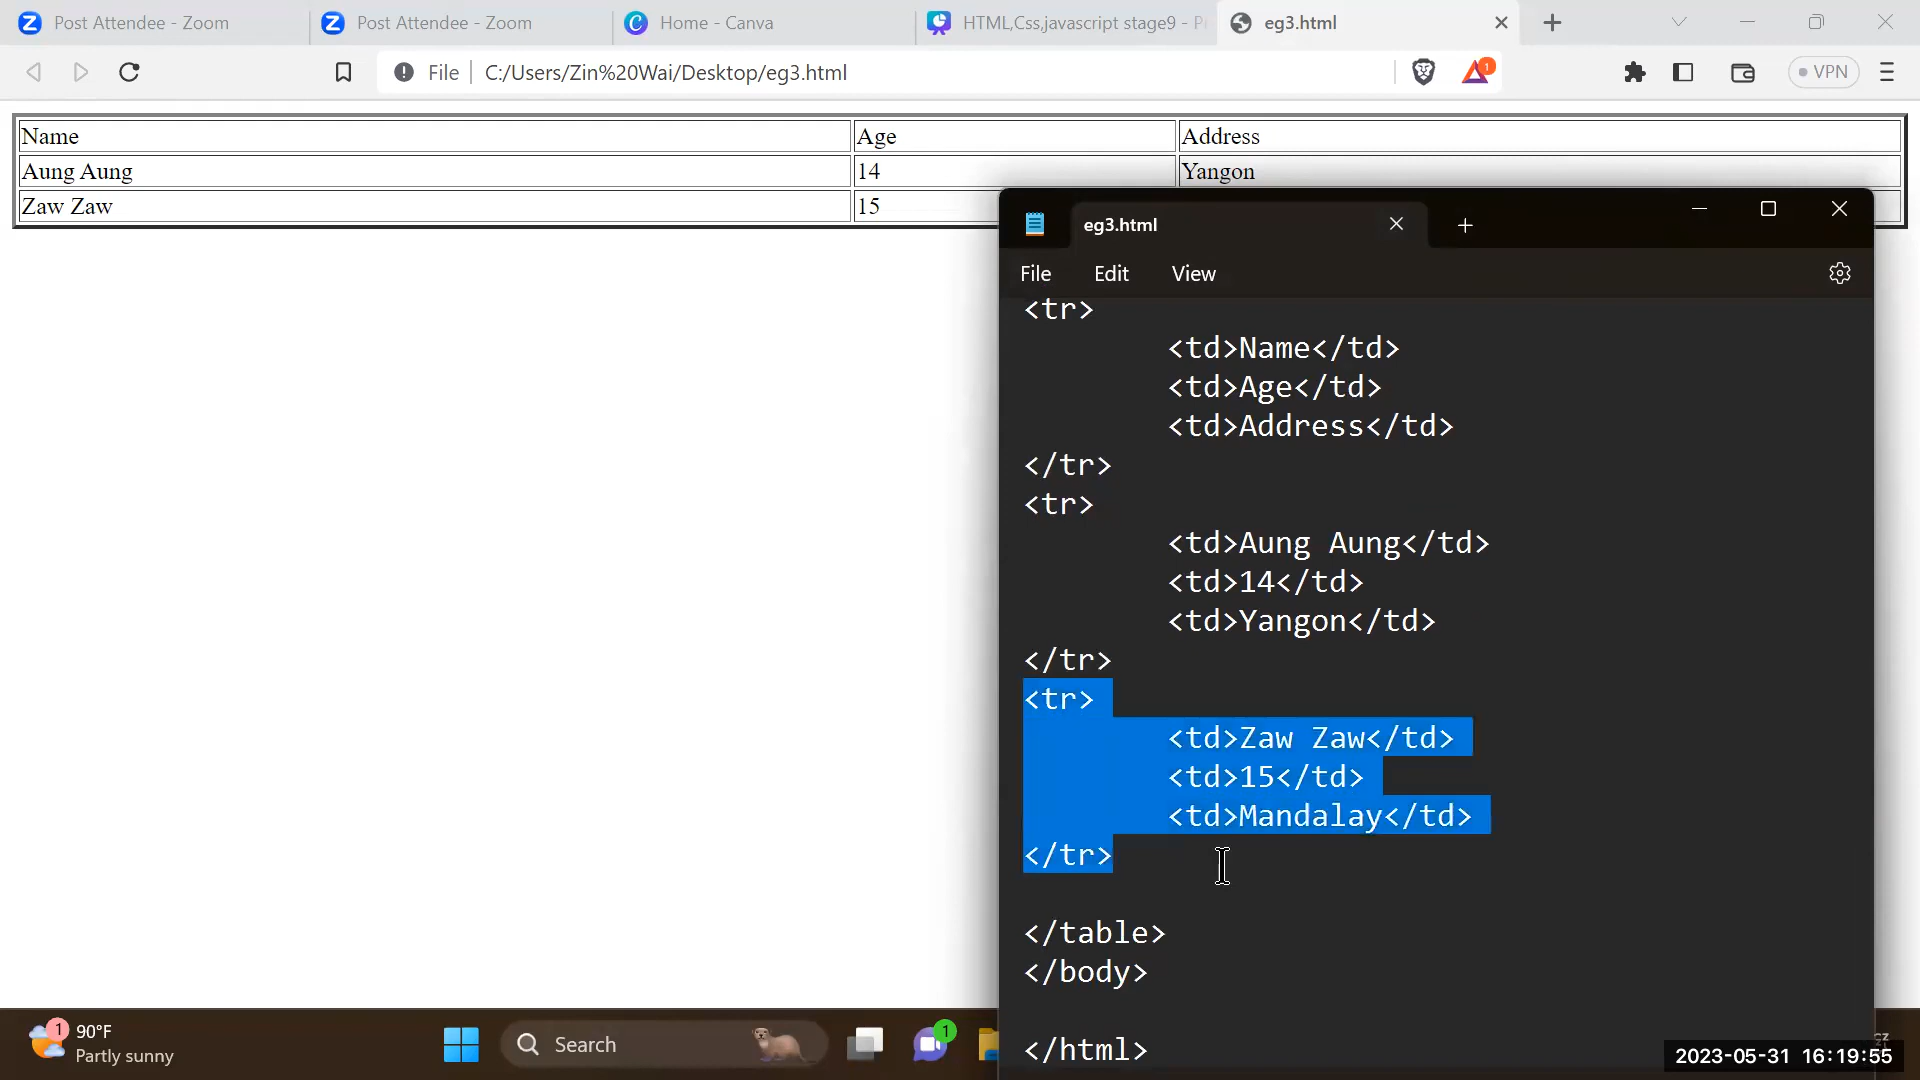 Post Attendee - Zoom
Post Attendee - Zoom
Home - Canva
HTML,Css,javascript stage9 - P
eg3.html
File
C:/Users/Zin%20Wai/Desktop/eg3.html
1
VPN
Name Age Address
Aung Aung 14 Yangon
Zaw Zaw 15
eg3.html
File Edit View
<tr>
<td>Name</td>
<td>Age</td>
<td>Address</td>
</tr>
<tr>
<td>Aung Aung</td>
<td>14</td>
<td>Yangon</td>
</tr>
<tr>
<td>Zaw Zaw</td>
<td>15</td>
<td>Mandalay</td>
</tr>
</table>
</body>
</html>
1
90°F
Partly sunny
Search
1
2023-05-31 16:19:55